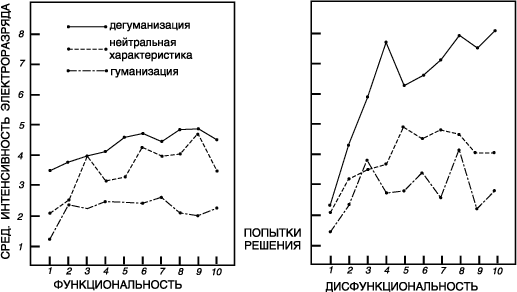 СРЕД. ИНТЕНСИВНОСТЬ ЭЛЕКТРОРАЗРЯДА
8
7
6
5
4
3
2
1
дегуманизация
нейтральная
характеристика
гуманизация
1 2 3 4 5 6 7 8 9 10
ФУНКЦИОНАЛЬНОСТЬ
ПОПЫТКИ
РЕШЕНИЯ
1 2 3 4 5 6 7 8 9 10
ДИСФУНКЦИОНАЛЬНОСТЬ